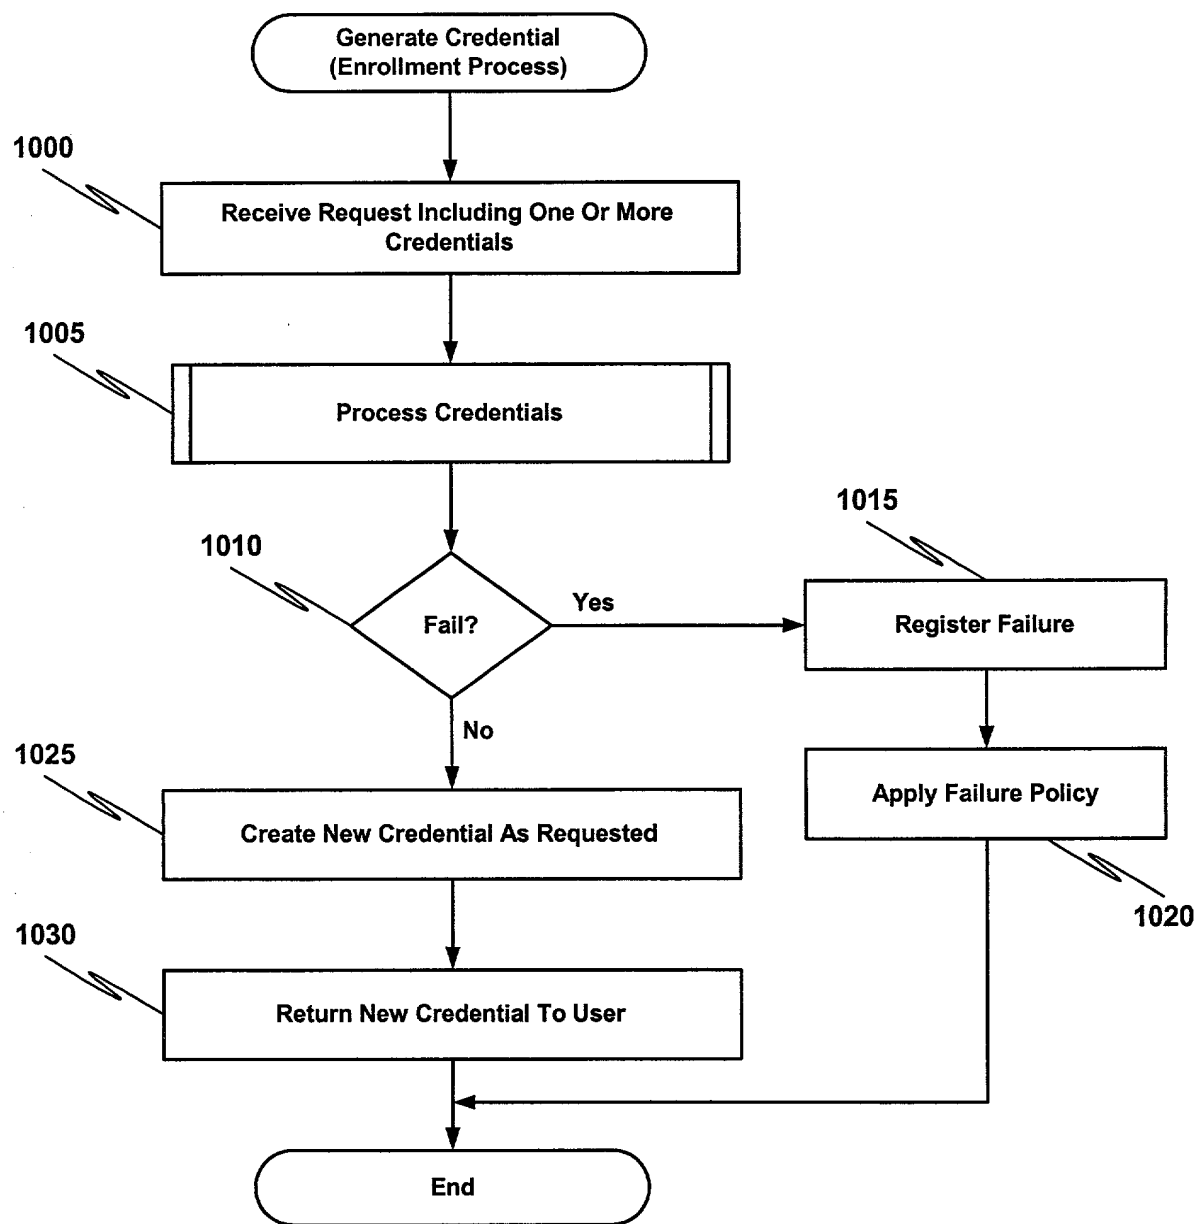 Generate Credential
(Enrollment Process)
1000
Receive Request Including One Or More
Credentials
1005
Process Credentials
1010
Fail?
Yes
1015
Register Failure
No
1025
Create New Credential As Requested
Apply Failure Policy
1020
1030
Return New Credential To User
End